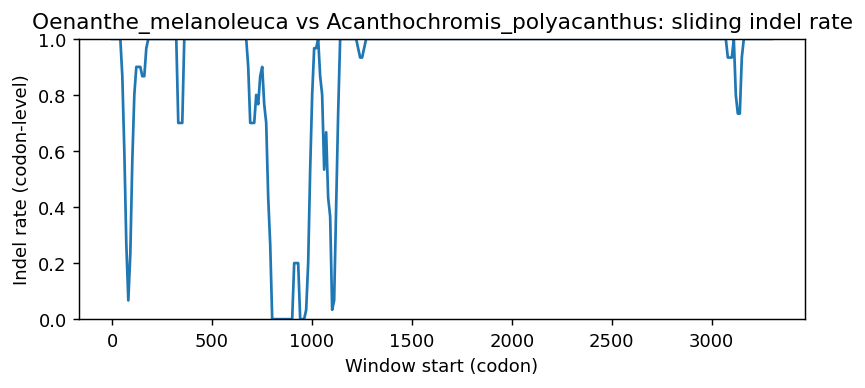 Oenanthe_melanoleuca vs Acanthochromis_polyacanthus: sliding indel rate
Indel rate (codon-level)
1.0
0.8
0.6
0.4
0.2
0.0
0 500 1000 1500 2000 2500 3000
Window start (codon)